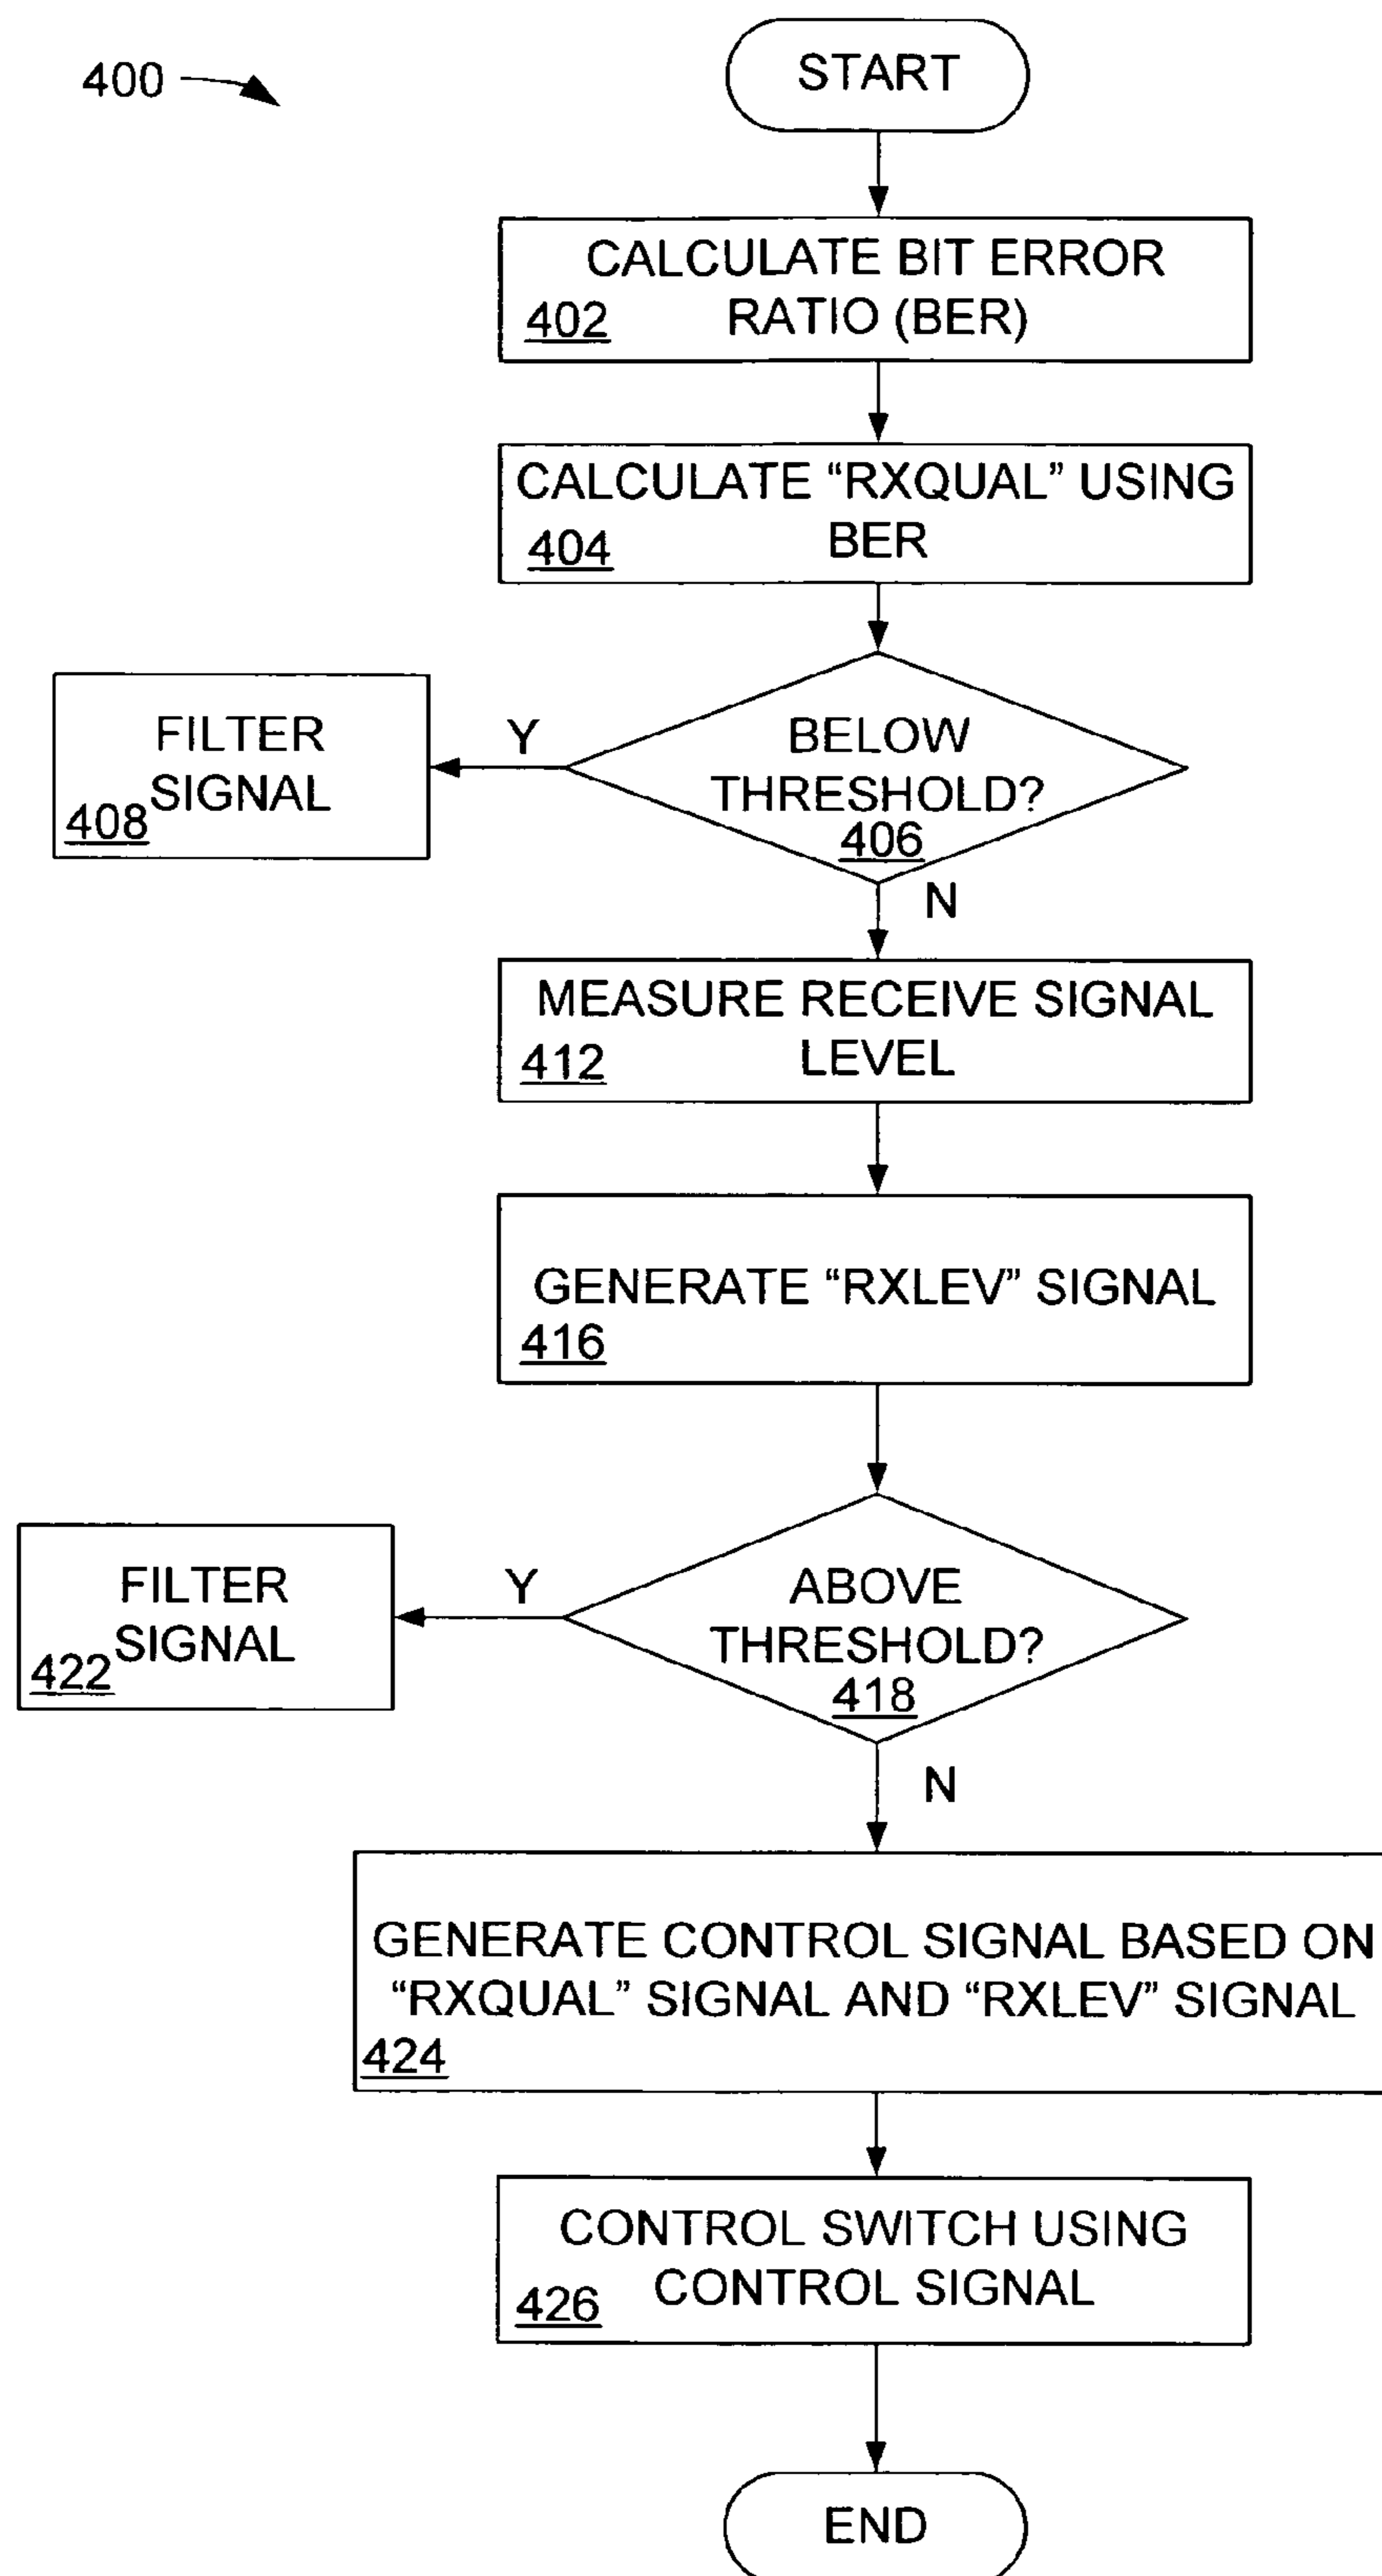 400
START
CALCULATE BIT ERROR
RATIO (BER)
402
CALCULATE “RXQUAL” USING
BER
404
BELOW
THRESHOLD?
406
Y
FILTER
SIGNAL
408
N
MEASURE RECEIVE SIGNAL
LEVEL
412
GENERATE “RXLEV” SIGNAL
416
ABOVE
THRESHOLD?
418
Y
FILTER
SIGNAL
422
N
GENERATE CONTROL SIGNAL BASED ON
“RXQUAL” SIGNAL AND “RXLEV” SIGNAL
424
CONTROL SWITCH USING
CONTROL SIGNAL
426
END